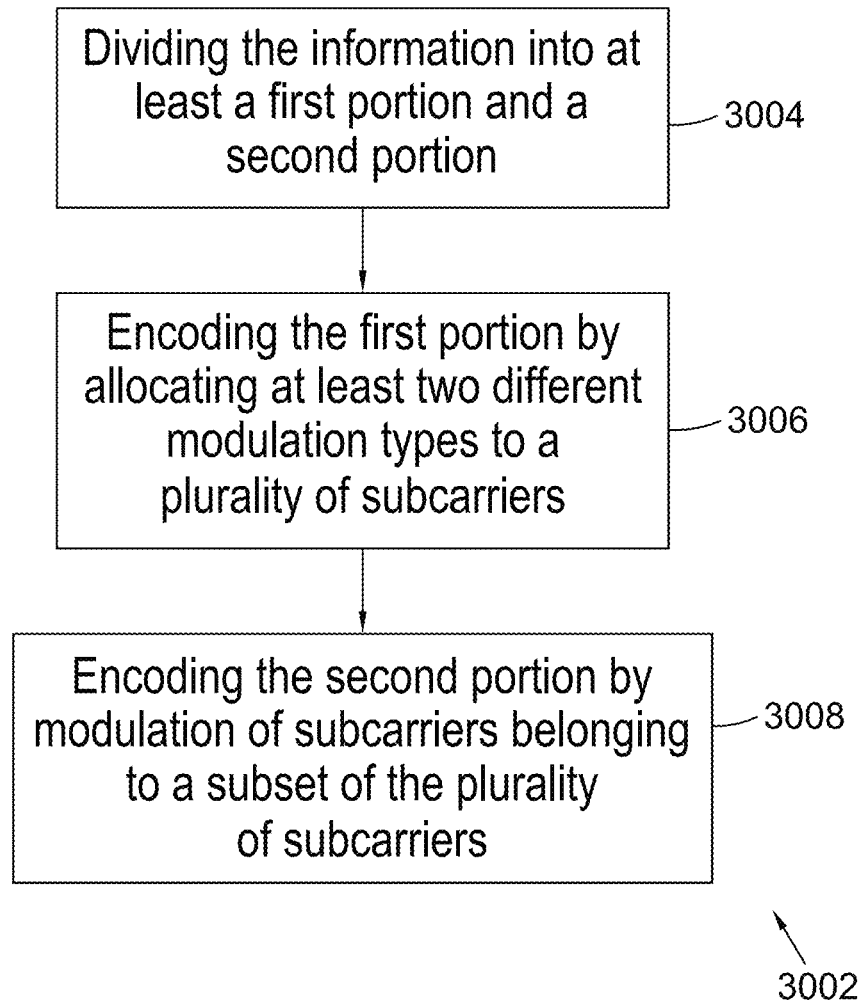 Dividing the information into at
least a first portion and a
second portion
3004
Encoding the first portion by
allocating at least two different
modulation types to a
plurality of subcarriers
3006
Encoding the second portion by
modulation of subcarriers belonging
to a subset of the plurality
of subcarriers
3008
3002